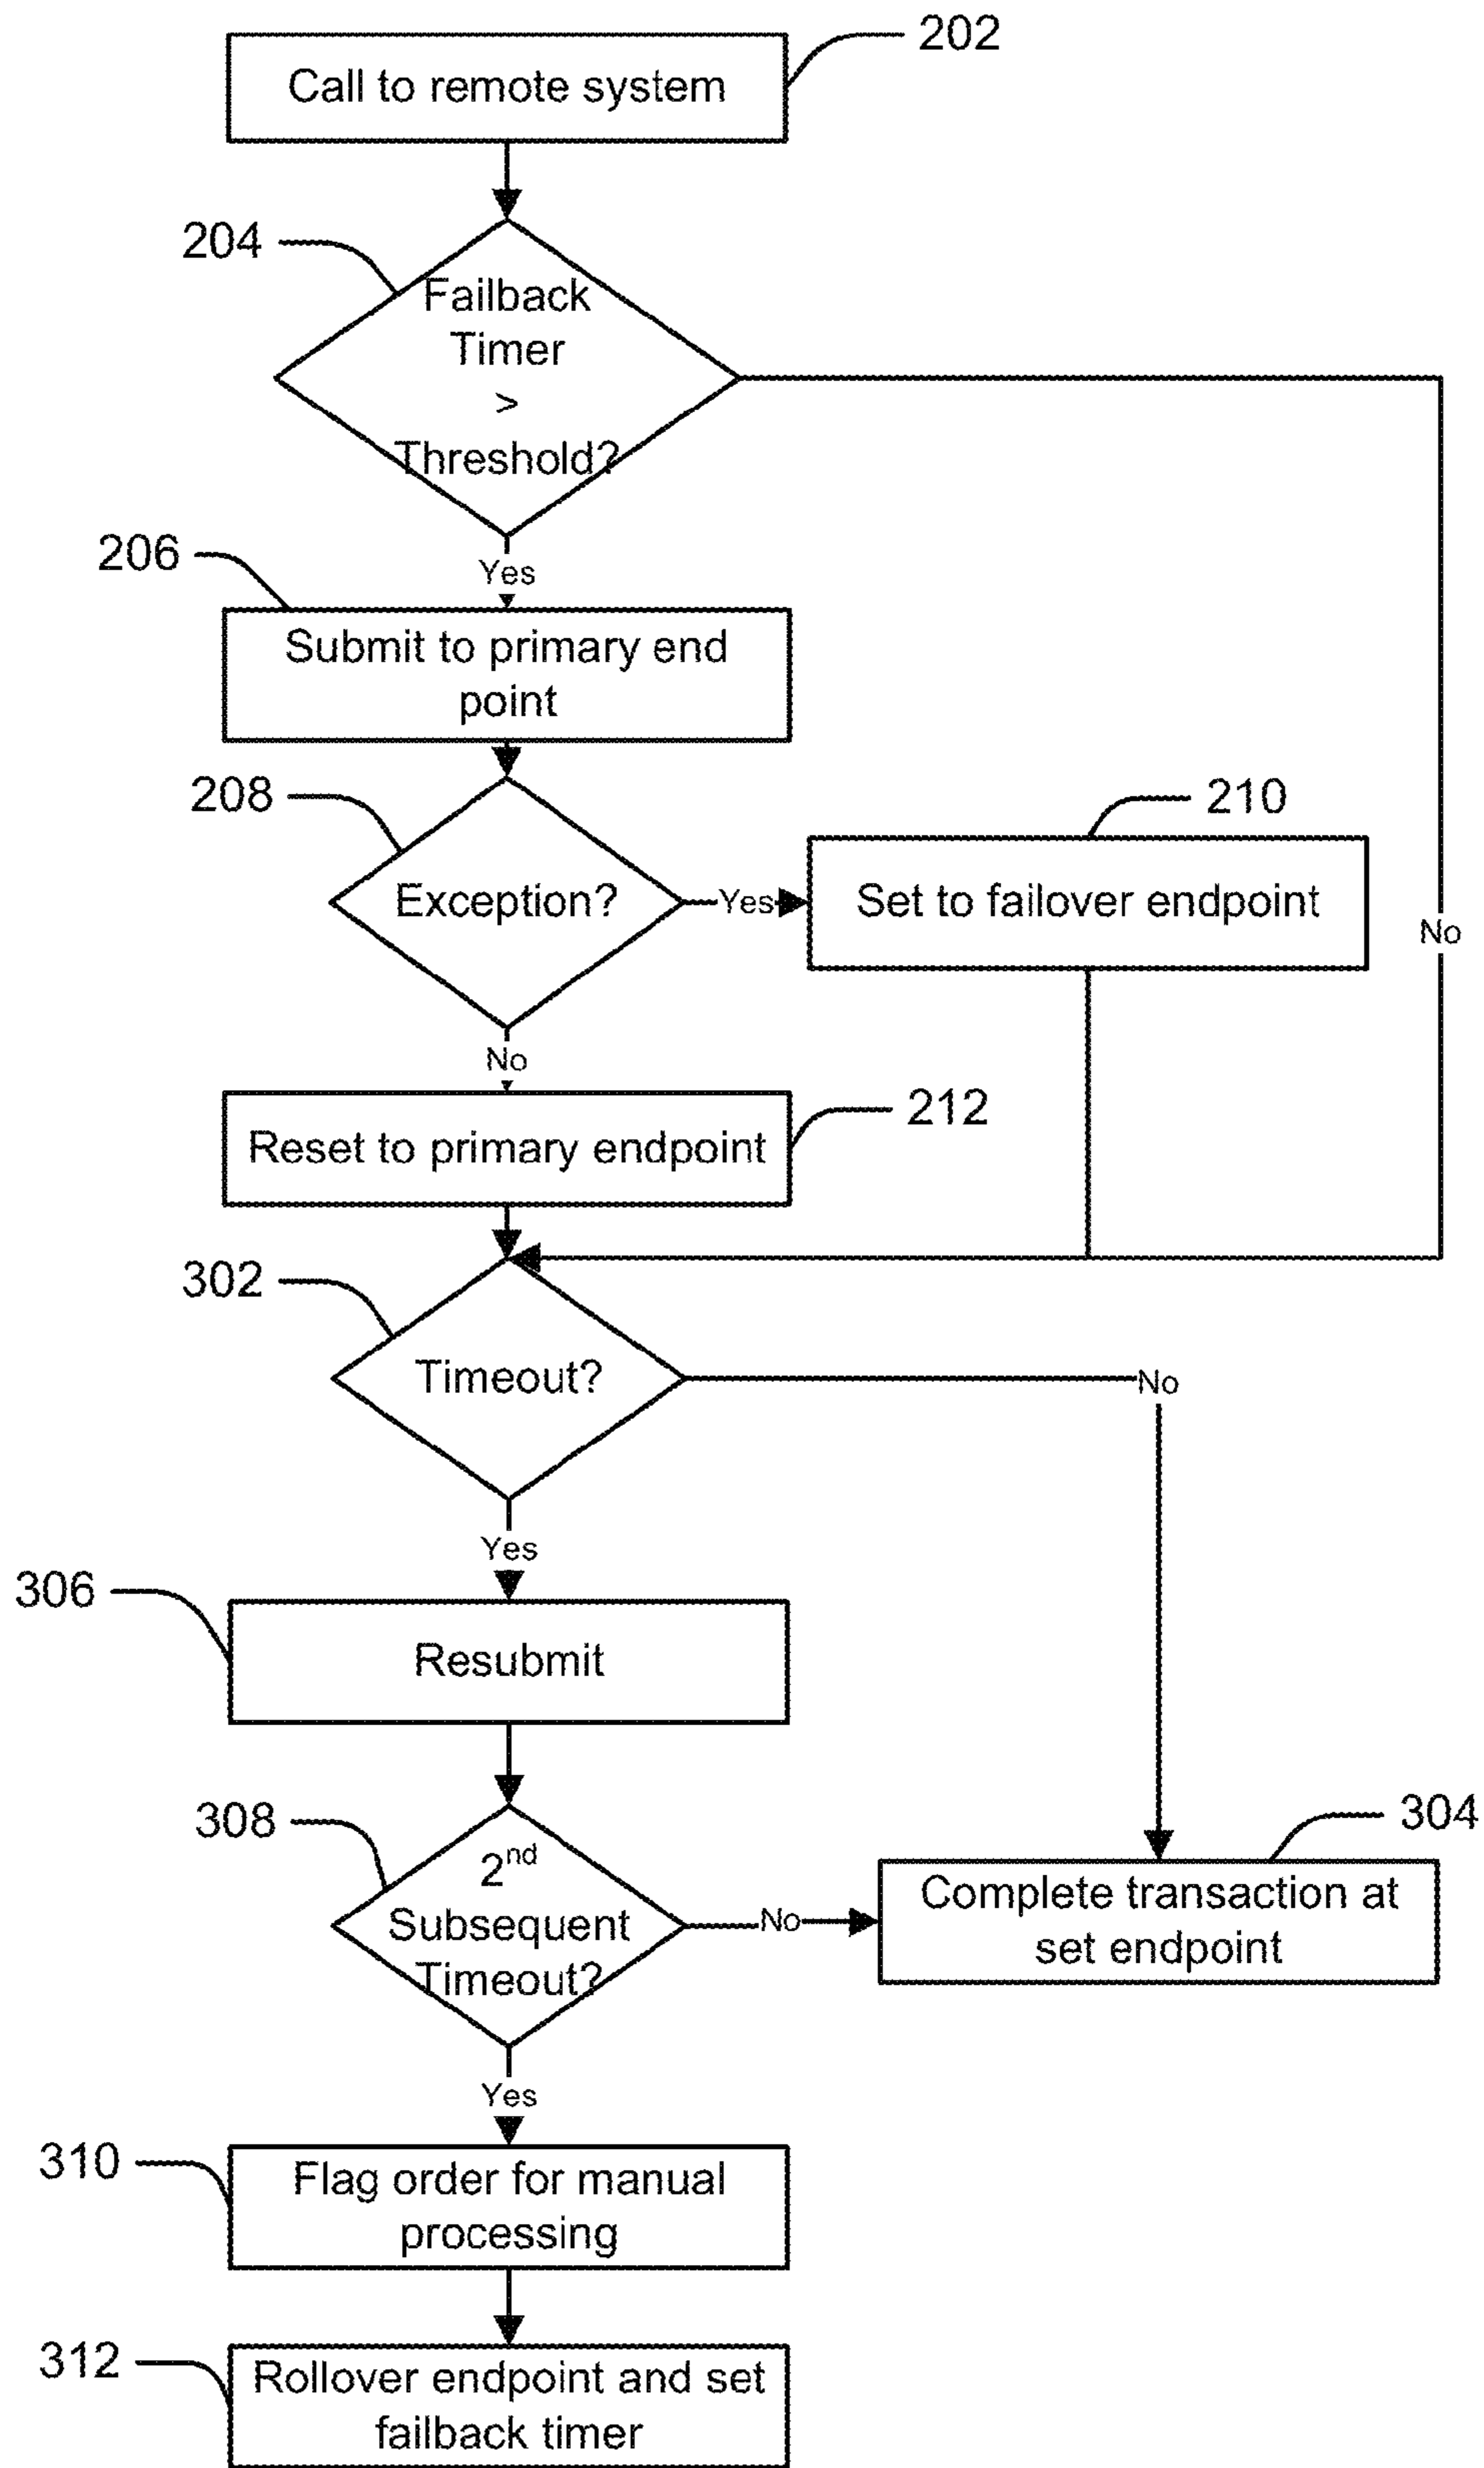 202
Call to remote system
204
Failback
Timer
>
Threshold?
206
Yes
Submit to primary end
point
208
210
Exception?
Yes
Set to failover endpoint
No
No
212
Reset to primary endpoint
302
Timeout?
No
Yes
306
Resubmit
308
304
2nd
Subsequent
Timeout?
No
Complete transaction at
set endpoint
Yes
310
Flag order for manual
processing
312
Rollover endpoint and set
failback timer